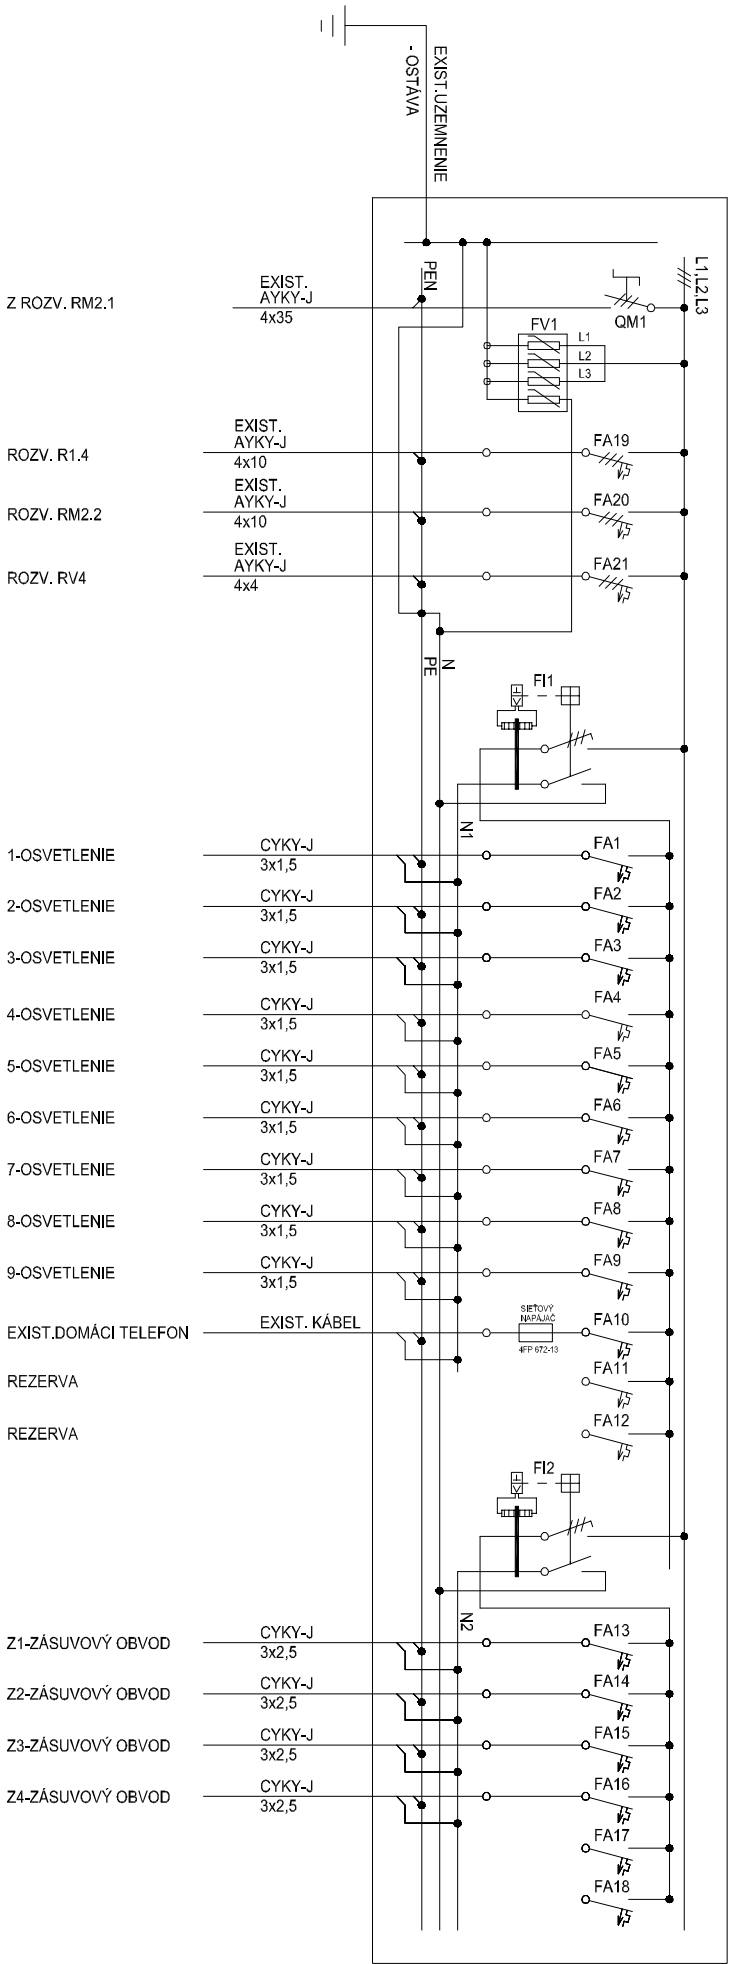 EXIST.UZEMNENIE
- OSTÁVA
L1,L2,L3
PEN
Z ROZV. RM2.1
EXIST.
AYKY-J
4x35
QM1
FV1
L1
L2
L3
ROZV. R1.4
EXIST.
AYKY-J
4x10
FA19
ROZV. RM2.2
EXIST.
AYKY-J
4x10
FA20
ROZV. RV4
EXIST.
AYKY-J
4x4
FA21
N
PE
FI1
N1
1-OSVETLENIE
CYKY-J
3x1,5
FA1
2-OSVETLENIE
CYKY-J
3x1,5
FA2
3-OSVETLENIE
CYKY-J
3x1,5
FA3
4-OSVETLENIE
CYKY-J
3x1,5
FA4
5-OSVETLENIE
CYKY-J
3x1,5
FA5
6-OSVETLENIE
CYKY-J
3x1,5
FA6
7-OSVETLENIE
CYKY-J
3x1,5
FA7
8-OSVETLENIE
CYKY-J
3x1,5
FA8
9-OSVETLENIE
CYKY-J
3x1,5
FA9
EXIST.DOMÁCI TELEFON
EXIST. KÁBEL
SIEŤOVÝ
NAPÁJAČ
4FP 672-13
FA10
REZERVA
FA11
REZERVA
FA12
FI2
N2
Z1-ZÁSUVOVÝ OBVOD
CYKY-J
3x2,5
FA13
Z2-ZÁSUVOVÝ OBVOD
CYKY-J
3x2,5
FA14
Z3-ZÁSUVOVÝ OBVOD
CYKY-J
3x2,5
FA15
Z4-ZÁSUVOVÝ OBVOD
CYKY-J
3x2,5
FA16
FA17
FA18